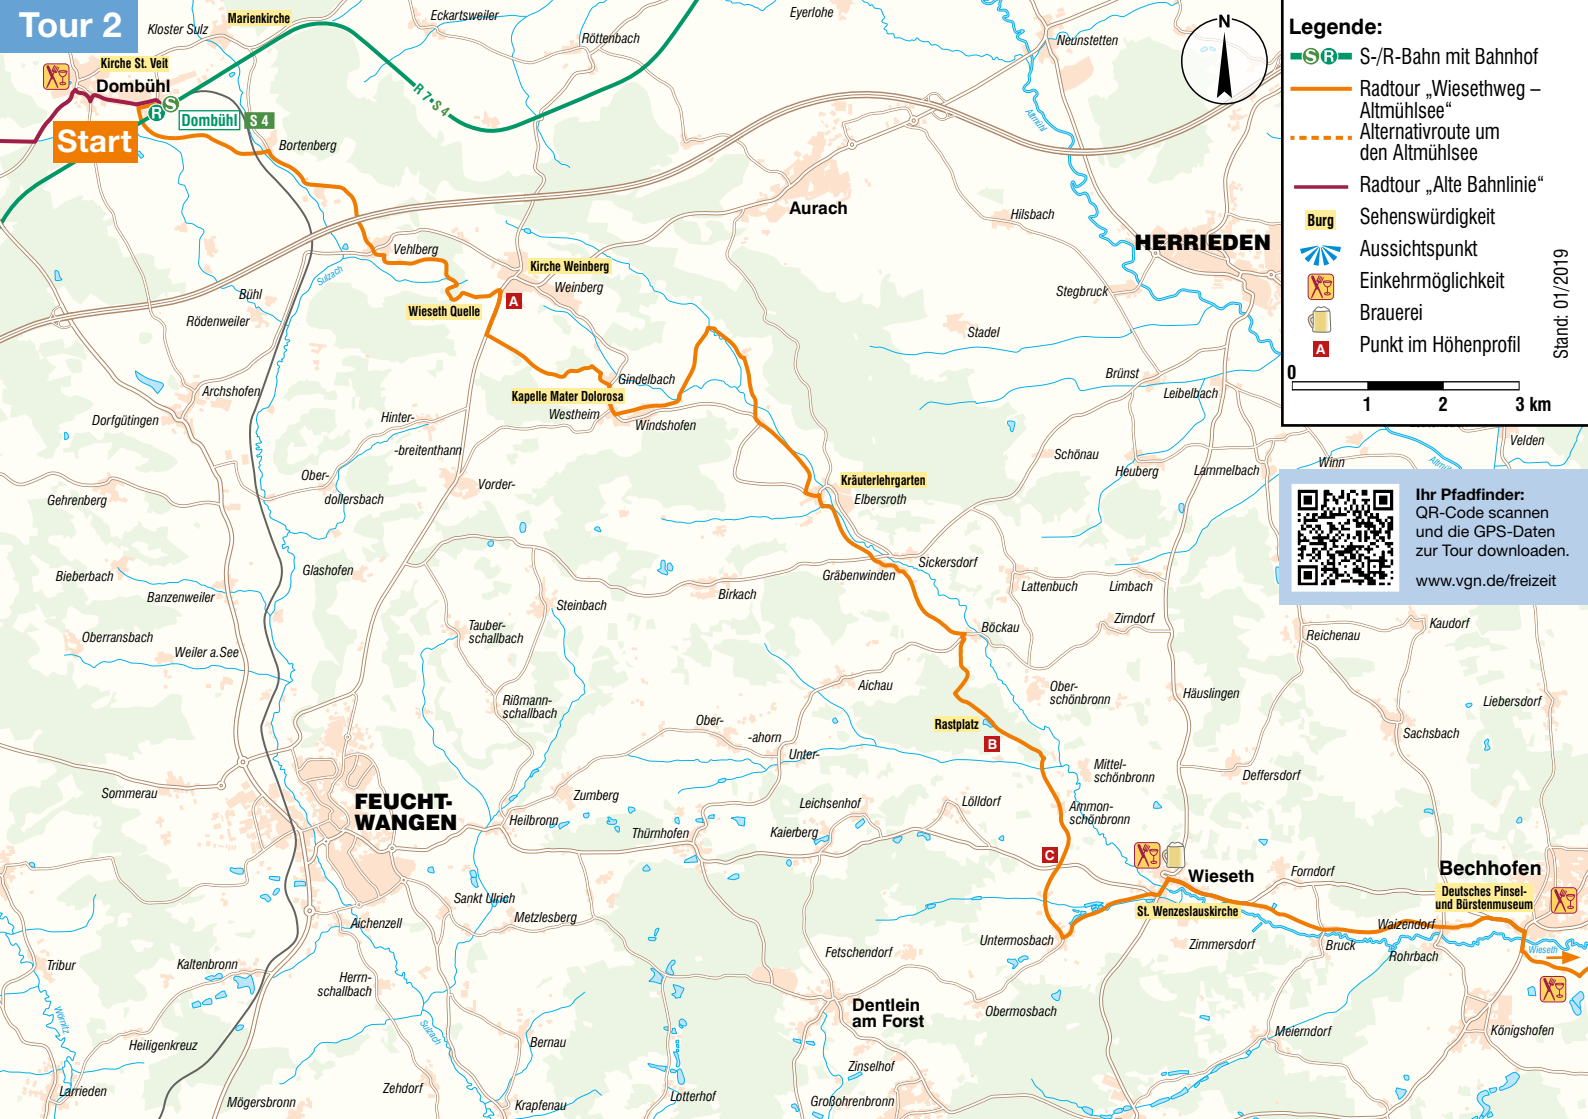 Tour 2
Kloster Sulz
Marienkirche
Eckartsweiler
Röttenbach
Eyerlohe
Neunstetten
N
Kirche St. Veit
Dombühl
R
S
Dombühl
S 4
R 7 • S 4
Start
Bortenberg
Altmühl
Aurach
Hilsbach
HERRIEDEN
Vehlberg
Sulzach
Kirche Weinberg
Weinberg
A
Wieseth Quelle
Stegbruck
Bühl
Rödenweiler
Stadel
Brünst
Leibelbach
Archshofen
Gindelbach
Kapelle Mater Dolorosa
Westheim
Windshofen
Dorfgütingen
Hinter-
-breitenthann
Schönau
Heuberg
Lammelbach
Winn
Velden
Altmühl
Ober-
dollersbach
Vorder-
Kräuterlehrgarten
Elbersroth
Gehrenberg
Sickersdorf
Gräbenwinden
Glashofen
Bieberbach
Banzenweiler
Birkach
Steinbach
Lattenbuch
Limbach
Zirndorf
Böckau
Kaudorf
Reichenau
Tauber-
schallbach
Oberransbach
Weiler a.See
Aichau
Ober-
schönbronn
Häuslingen
Liebersdorf
Rißmann-
schallbach
Ober-
-ahorn
Unter-
Rastplatz
B
Sachsbach
Mittel-
schönbronn
Deffersdorf
Sommerau
FEUCHT-
WANGEN
Zumberg
Heilbronn
Leichsenhof
Lölldorf
Ammon-
schönbronn
Thürnhofen
Kaierberg
C
Wieseth
Forndorf
Bechhofen
Deutsches Pinsel-
und Bürstenmuseum
St. Wenzeslauskirche
Sankt Ulrich
Metzlesberg
Aichenzell
Waizendorf
Untermosbach
Zimmersdorf
Bruck
Rohrbach
Wieseth
Fetschendorf
Tribur
Kaltenbronn
Herrn-
schallbach
Dentlein
am Forst
Obermosbach
Meierndorf
Königshofen
Wörnitz
Sulzach
Heiligenkreuz
Bernau
Zinselhof
Larrieden
Mögersbronn
Zehdorf
Krapfenau
Lotterhof
Großohrenbronn
Legende:
S R S-/R-Bahn mit Bahnhof
Radtour „Wiesethweg –
Altmühlsee“
Alternativroute um
den Altmühlsee
Radtour „Alte Bahnlinie“
Burg Sehenswürdigkeit
Aussichtspunkt
Einkehrmöglichkeit
Brauerei
A Punkt im Höhenprofil
0
1 2 3 km
Stand: 01/2019
Ihr Pfadfinder:
QR-Code scannen
und die GPS-Daten
zur Tour downloaden.
www.vgn.de/freizeit